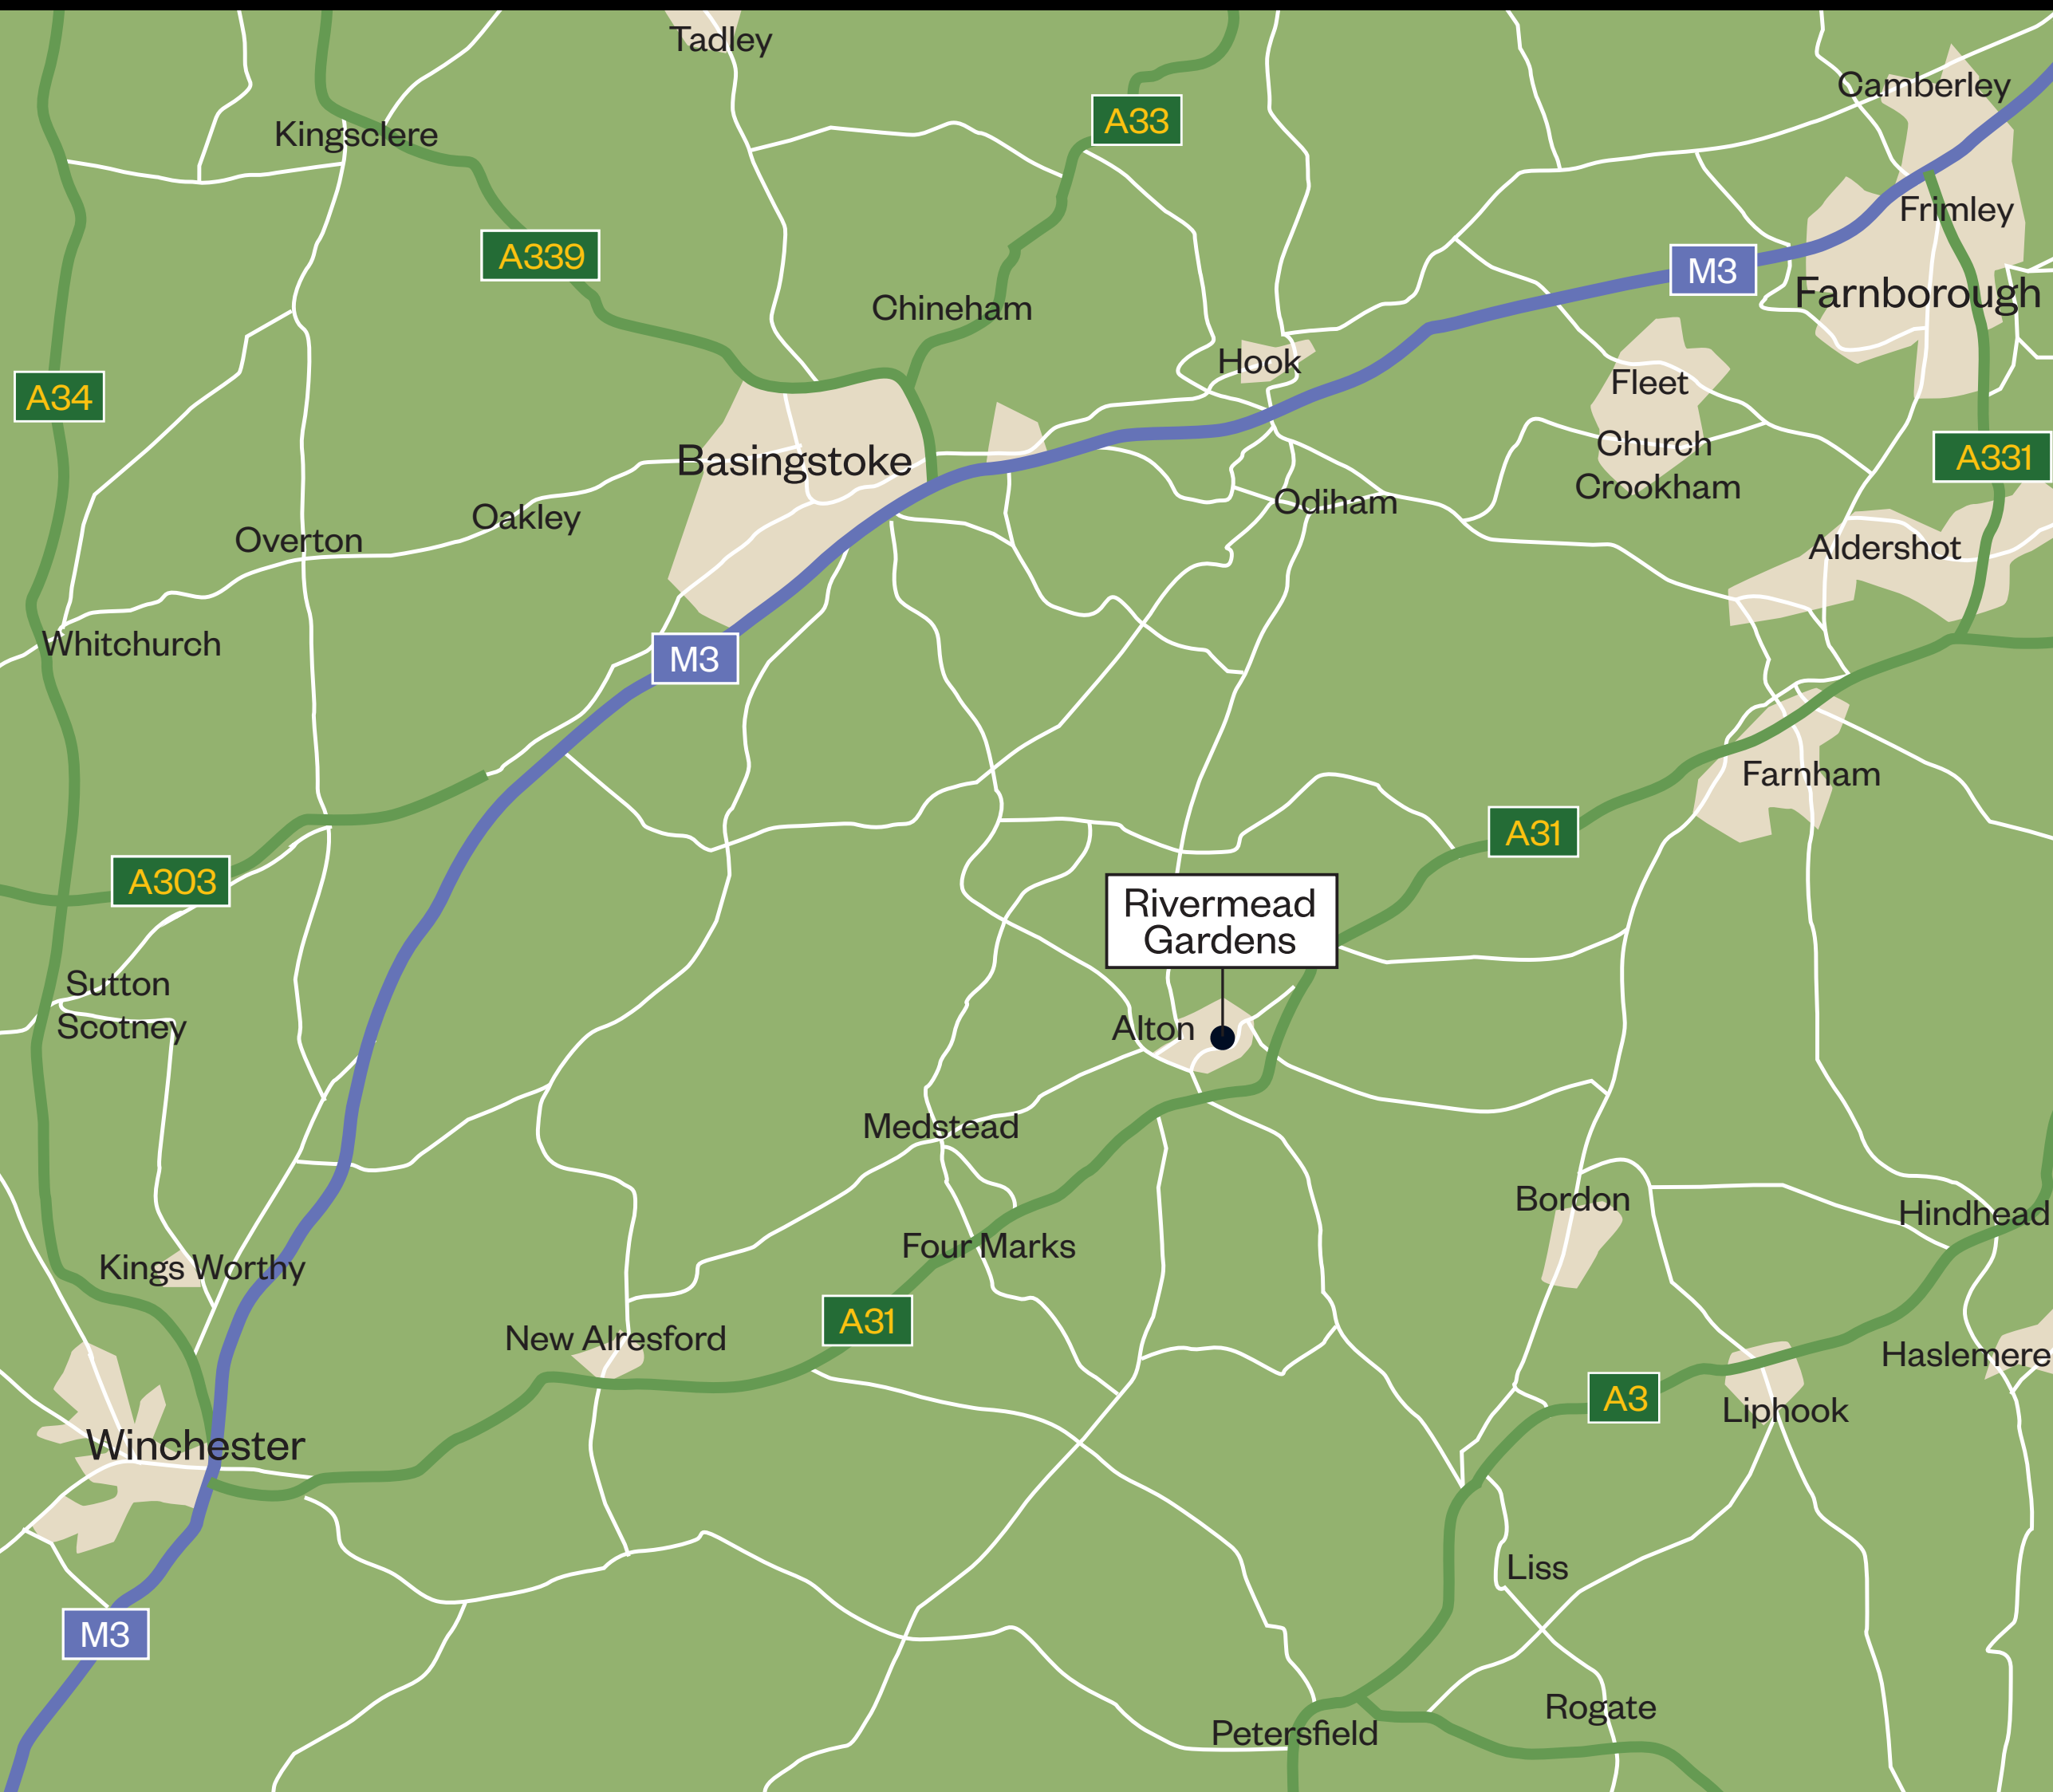 Tadley
Camberley
A33
Kingsclere
Frimley
A339
M3
Farnborough
Chineham
Hook
Fleet
A34
Church
Crookham
Basingstoke
A331
Odiham
Oakley
Overton
Aldershot
Whitchurch
M3
Farnham
A31
A303
Rivermead
Gardens
Sutton
Scotney
Alton
Medstead
Bordon
Hindhead
Four Marks
Kings Worthy
A31
New Alresford
Haslemere
A3
Liphook
Winchester
Liss
M3
Rogate
Petersfield